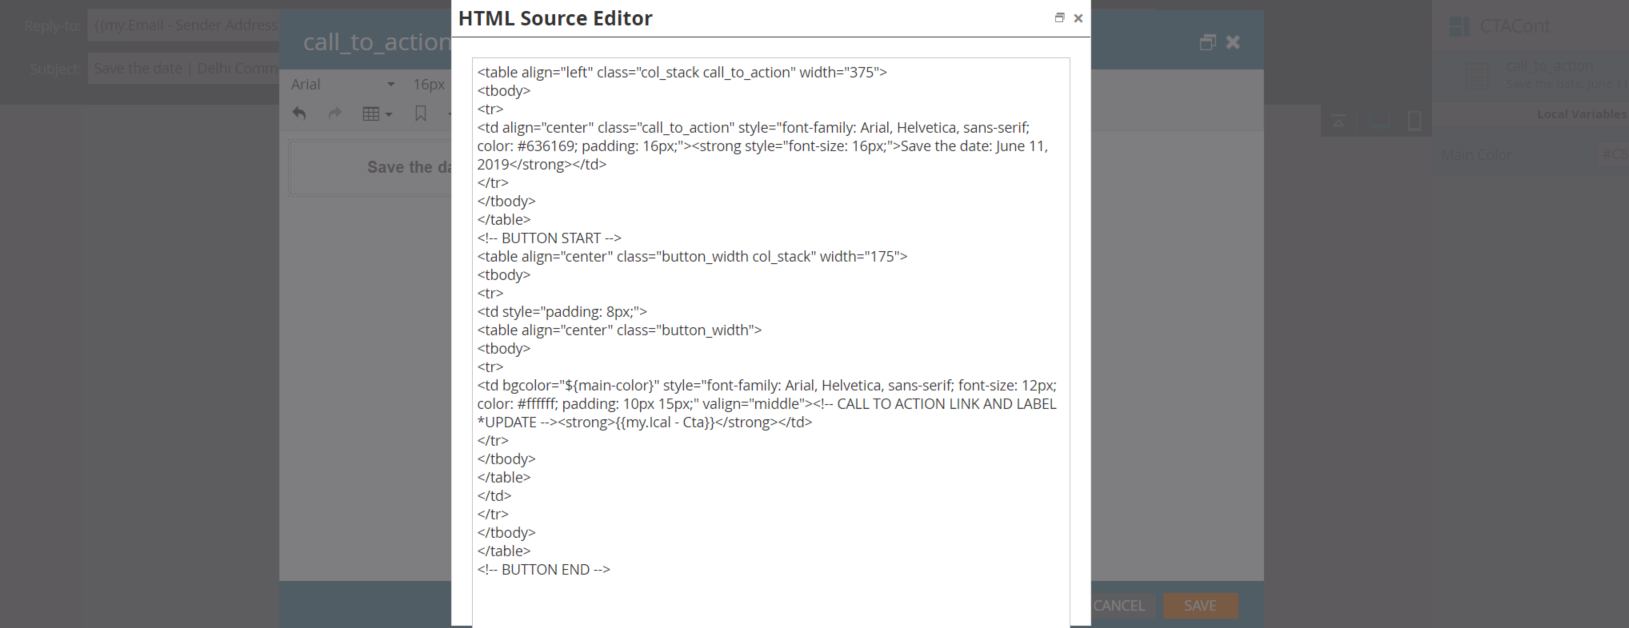 HTML Source Editor
Reply-to: {{my.Email - Sender Address
Subject: Save the date | Delhi Comm
call_to_action
Arial 16px
Save the da
<table align="left" class="col_stack call_to_action" width="375">
<tbody>
<tr>
<td align="center" class="call_to_action" style="font-family: Arial, Helvetica, sans-serif;
color: #636169; padding: 16px;"><strong style="font-size: 16px;">Save the date: June 11,
2019</strong></td>
</tr>
</tbody>
</table>
<!-- BUTTON START -->
<table align="center" class="button_width col_stack" width="175">
<tbody>
<tr>
<td style="padding: 8px;">
<table align="center" class="button_width">
<tbody>
<tr>
<td bgcolor="${main-color}" style="font-family: Arial, Helvetica, sans-serif; font-size: 12px;
color: #ffffff; padding: 10px 15px;" valign="middle"><!-- CALL TO ACTION LINK AND LABEL
*UPDATE --><strong>{{my.Ical - Cta}}</strong></td>
</tr>
</tbody>
</table>
</td>
</tr>
</tbody>
</table>
<!-- BUTTON END -->
CANCEL SAVE
CTACont
call_to_action
Save the date, June 11
Local Variables
Main Color